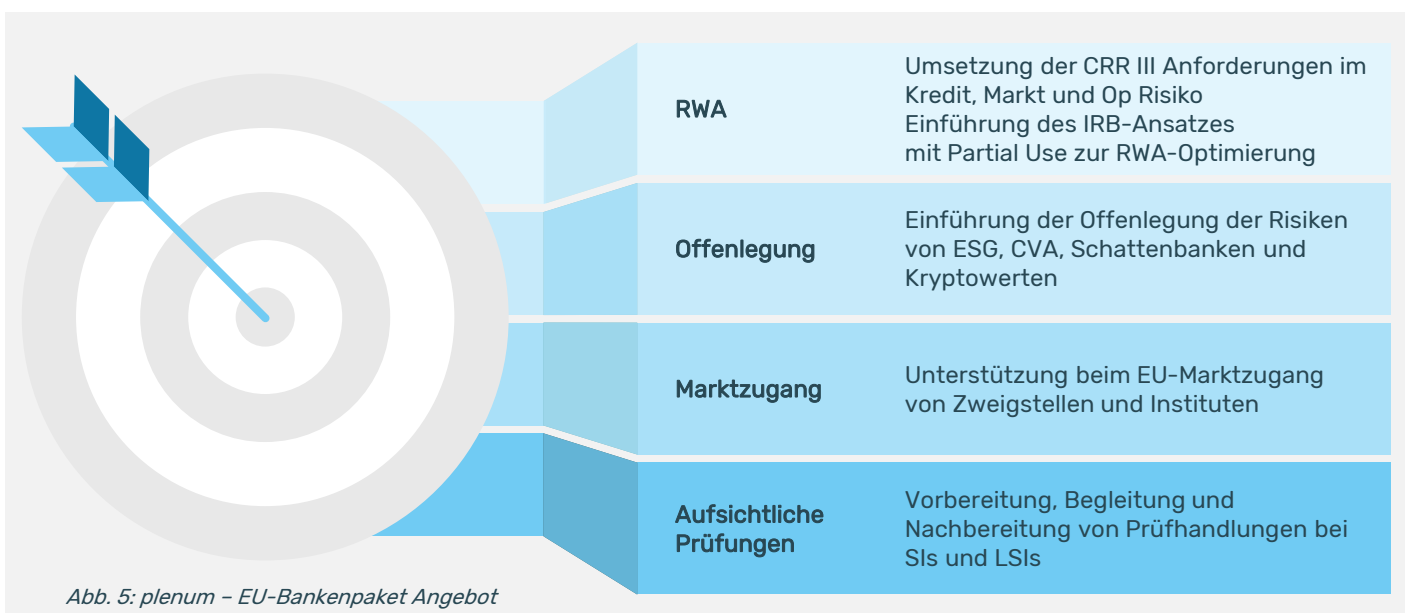 RWA
Umsetzung der CRR III Anforderungen im
Kredit, Markt und Op Risiko
Einführung des IRB-Ansatzes
mit Partial Use zur RWA-Optimierung
Offenlegung
Einführung der Offenlegung der Risiken
von ESG, CVA, Schattenbanken und
Kryptowerten
Marktzugang
Unterstützung beim EU-Marktzugang
von Zweigstellen und Instituten
Aufsichtliche
Prüfungen
Vorbereitung, Begleitung und
Nachbereitung von Prüfhandlungen bei
SIs und LSIs
Abb. 5: plenum – EU-Bankenpaket Angebot